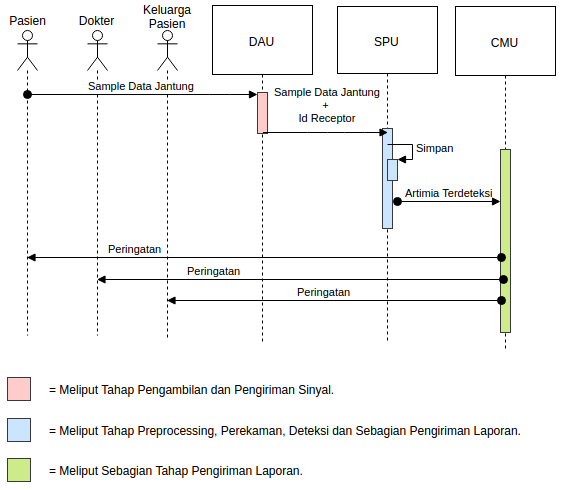 Pasien
Dokter
Keluarga
Pasien
DAU
SPU
CMU
Sample Data Jantung
Sample Data Jantung
+
Id Receptor
Simpan
Artimia Terdeteksi
Peringatan
Peringatan
Peringatan
= Meliput Tahap Pengambilan dan Pengiriman Sinyal.
= Meliput Tahap Preprocessing, Perekaman, Deteksi dan Sebagian Pengiriman Laporan.
= Meliput Sebagian Tahap Pengiriman Laporan.